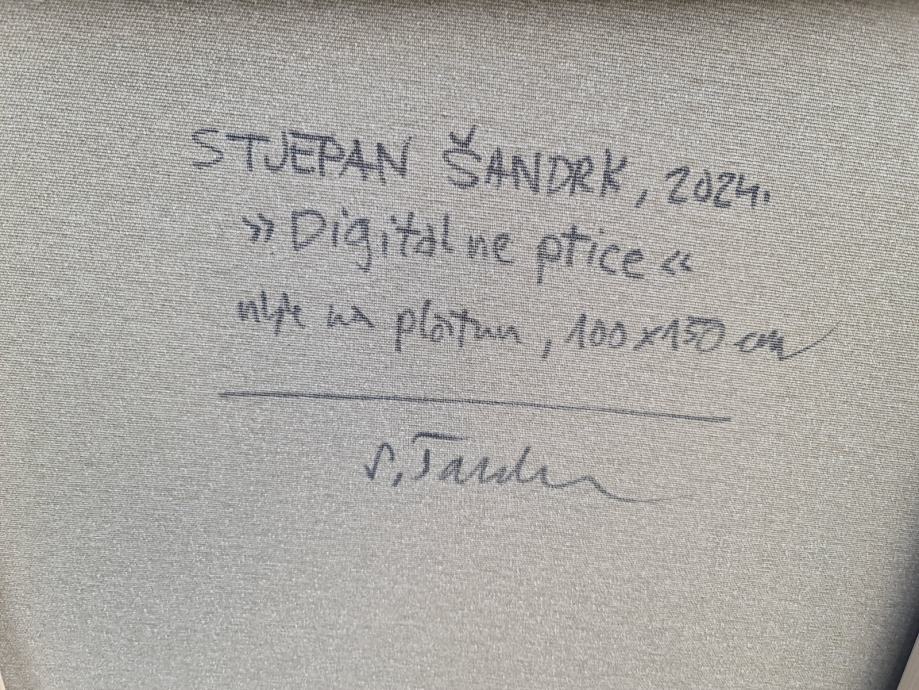 STJEPAN ŠANDRK, 2024.
»Digitalne ptice«
ulje na platnu, 100x150 cm
S. Šandrk